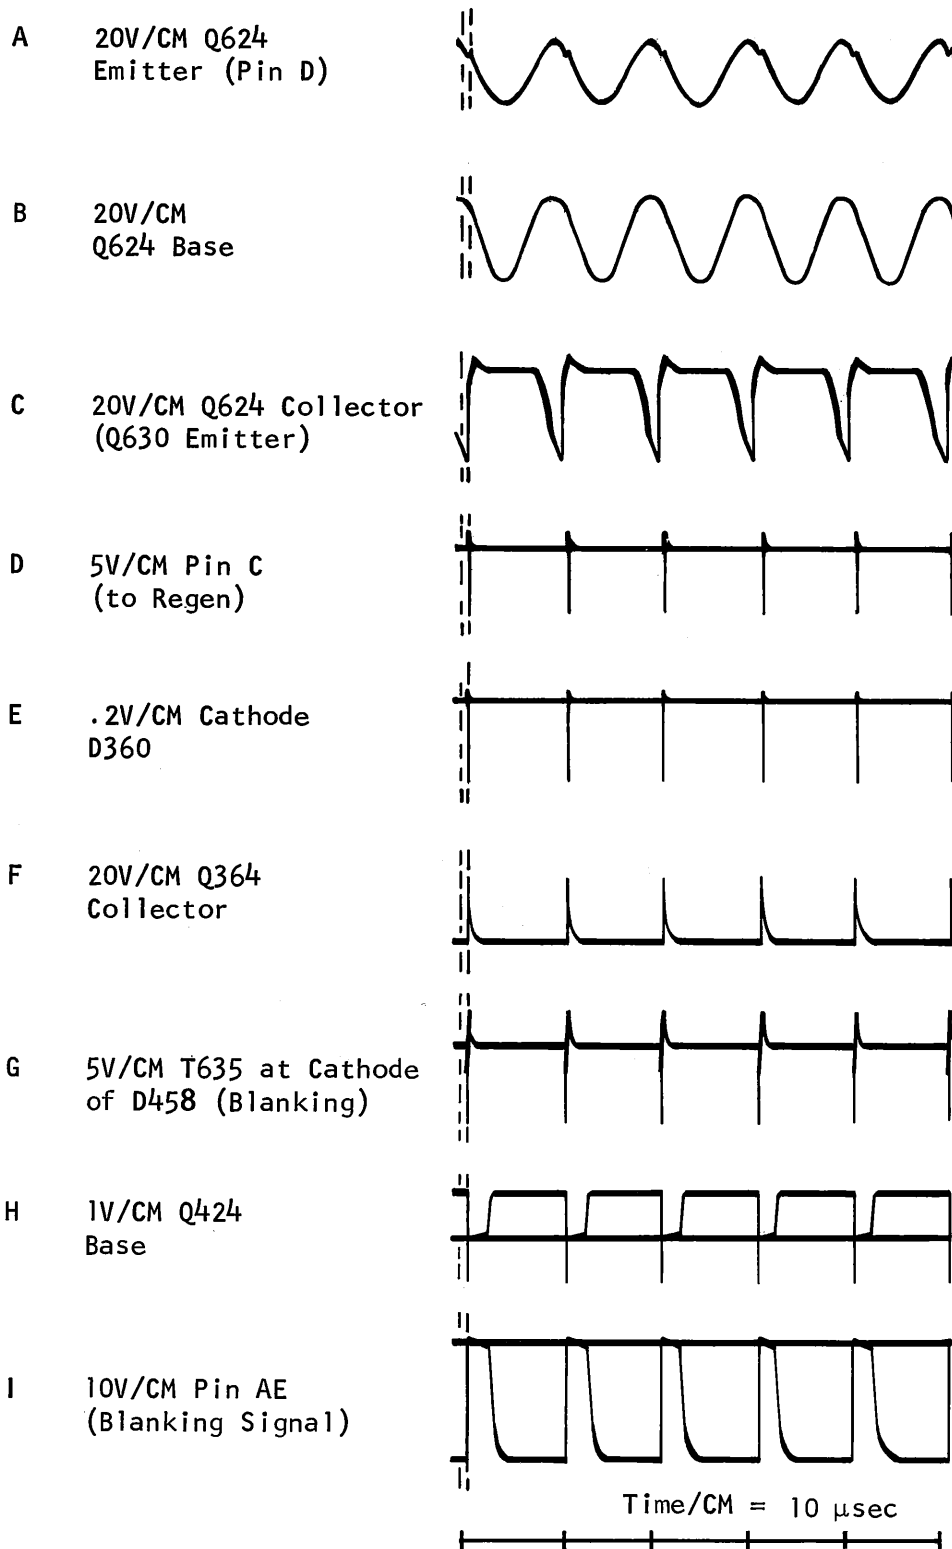 A 20V/CM Q624
Emitter (Pin D)
B 20V/CM
Q624 Base
C 20V/CM Q624 Collector
(Q630 Emitter)
D 5V/CM Pin C
(to Regen)
E .2V/CM Cathode
D360
F 20V/CM Q364
Collector
G 5V/CM T635 at Cathode
of D458 (Blanking)
H 1V/CM Q424
Base
I 10V/CM Pin AE
(Blanking Signal)
Time/CM = 10 μsec